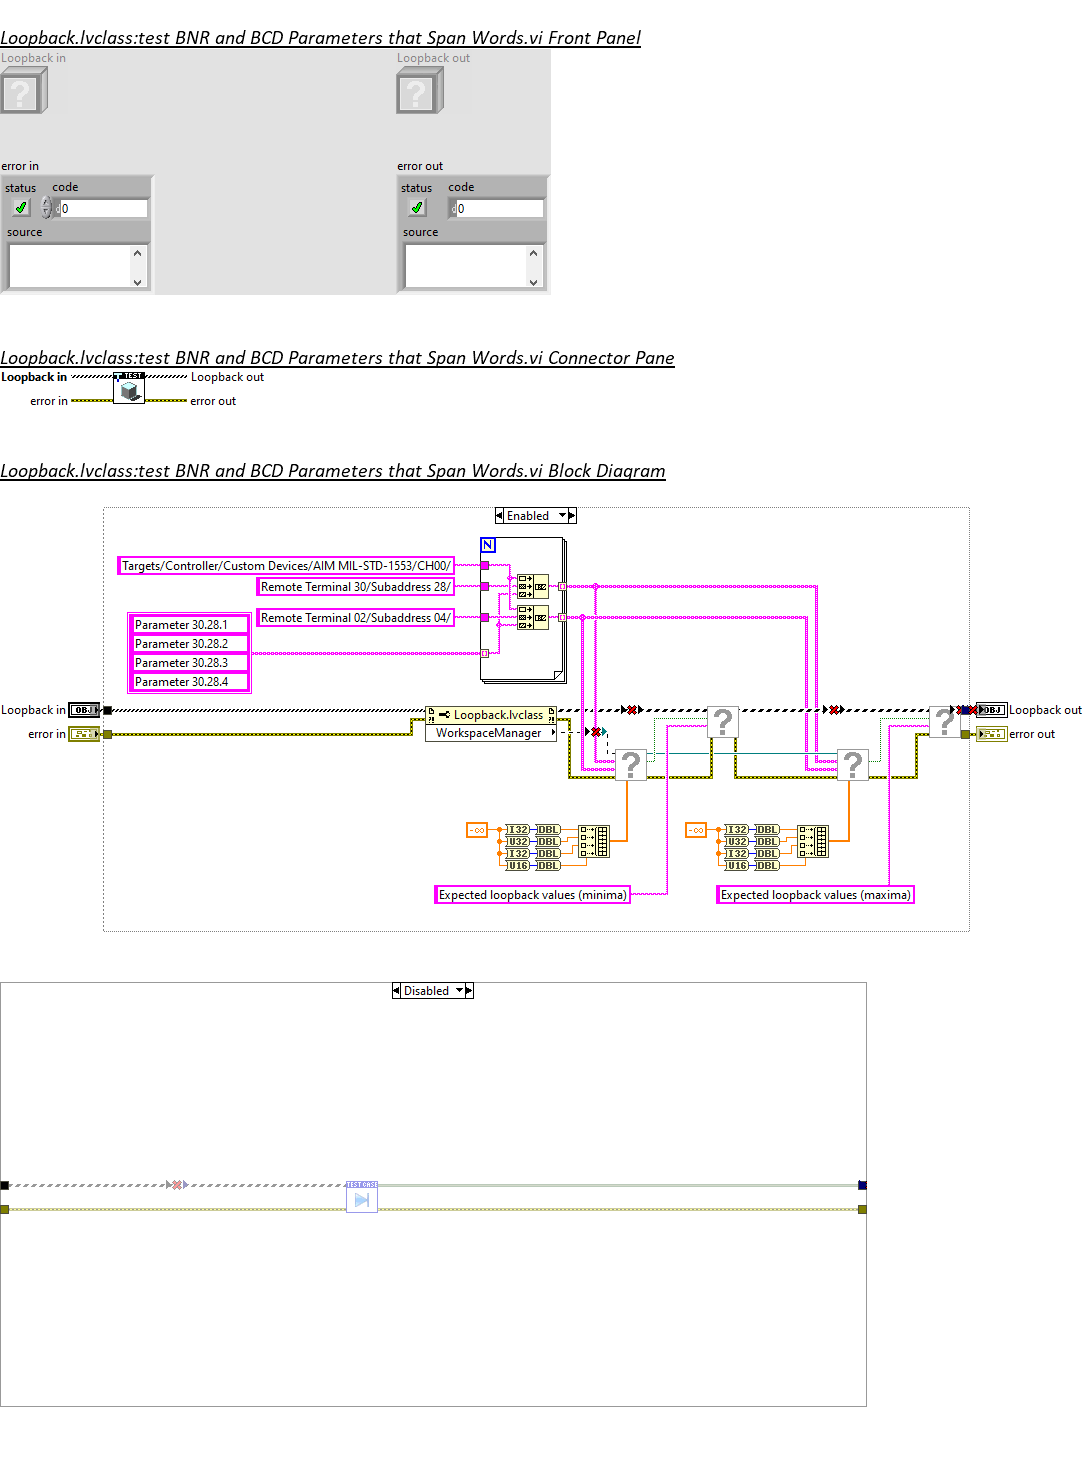 Loopback.lvclass:test BNR and BCD Parameters that Span Words.vi Front Panel
Loopback in
Loopback out
?
?
error in
error out
status code
status code
d0
d0
source
source
Loopback.lvclass:test BNR and BCD Parameters that Span Words.vi Connector Pane
Loopback in
TEST
Loopback out
error in
error out
Loopback.lvclass:test BNR and BCD Parameters that Span Words.vi Block Diagram
Enabled
N
Targets/Controller/Custom Devices/AIM MIL-STD-1553/CH00/
Remote Terminal 30/Subaddress 28/
Remote Terminal 02/Subaddress 04/
Parameter 30.28.1
Parameter 30.28.2
Parameter 30.28.3
Parameter 30.28.4
Loopback in
OBJ
Loopback.lvclass
?
?
OBJ
Loopback out
error in
WorkspaceManager
error out
?
?
-∞
I32 DBL
U32 DBL
I32 DBL
U16 DBL
-∞
I32 DBL
U32 DBL
I32 DBL
U16 DBL
Expected loopback values (minima)
Expected loopback values (maxima)
Disabled
TEST CASE